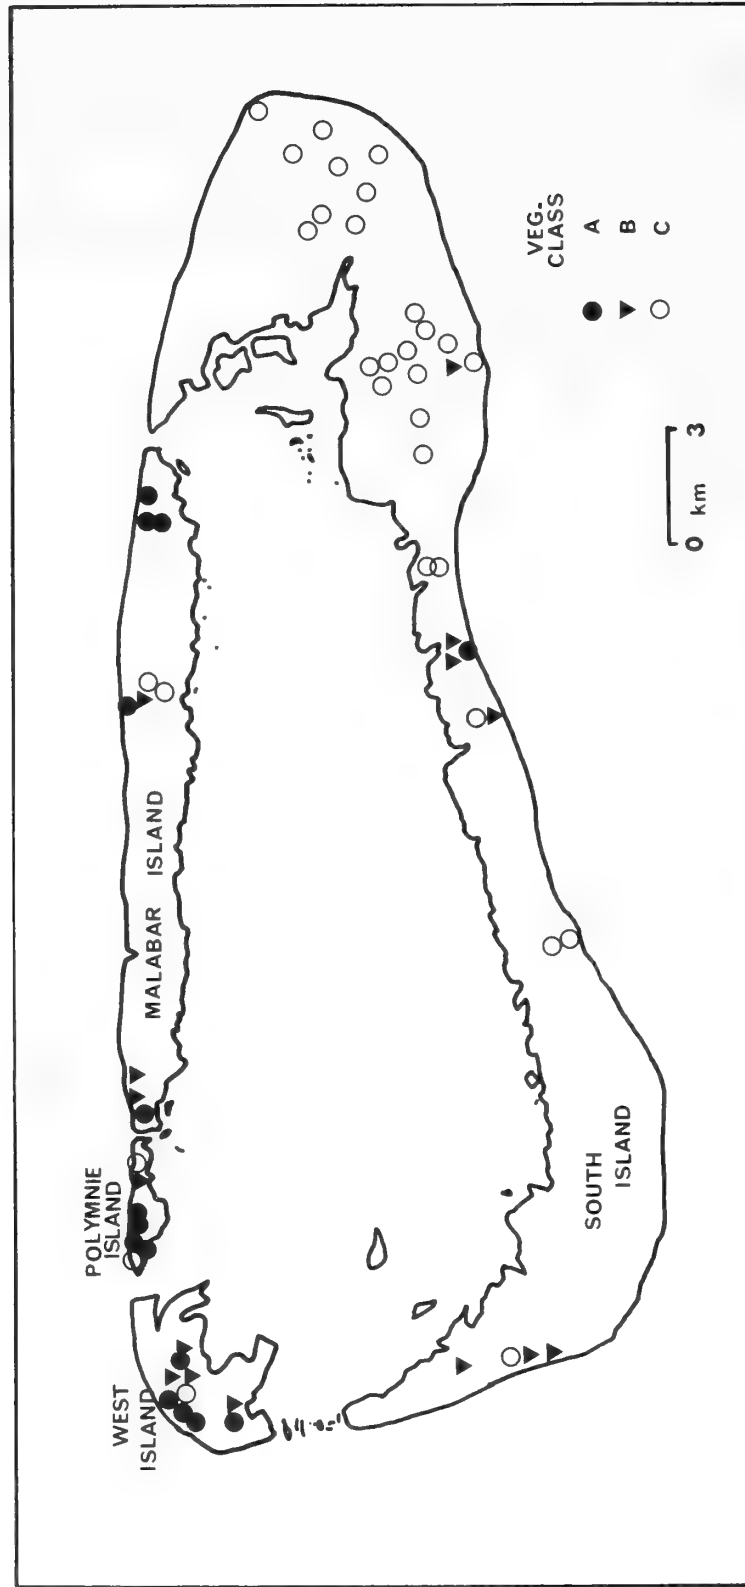 WEST
ISLAND
POLYMNIE
ISLAND
MALABAR ISLAND
SOUTH
ISLAND
VEG.-
CLASS
A
B
C
0 km 3